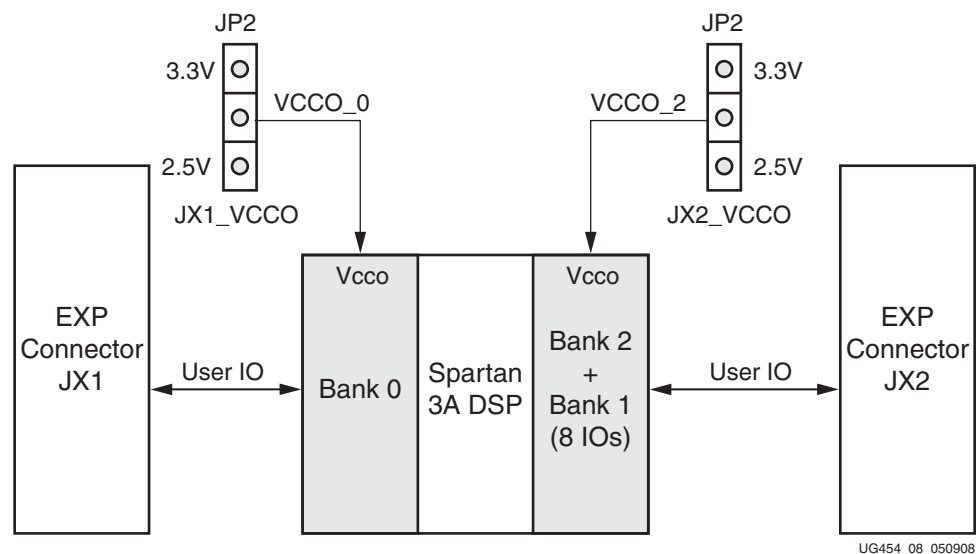 JP2
3.3V
VCCO_0
2.5V
JX1_VCCO
JP2
3.3V
VCCO_2
2.5V
JX2_VCCO
EXP
Connector
JX1
User IO
Vcco
Bank 0
Spartan
3A DSP
Vcco
Bank 2
+
Bank 1
(8 IOs)
User IO
EXP
Connector
JX2
UG454_08_050908